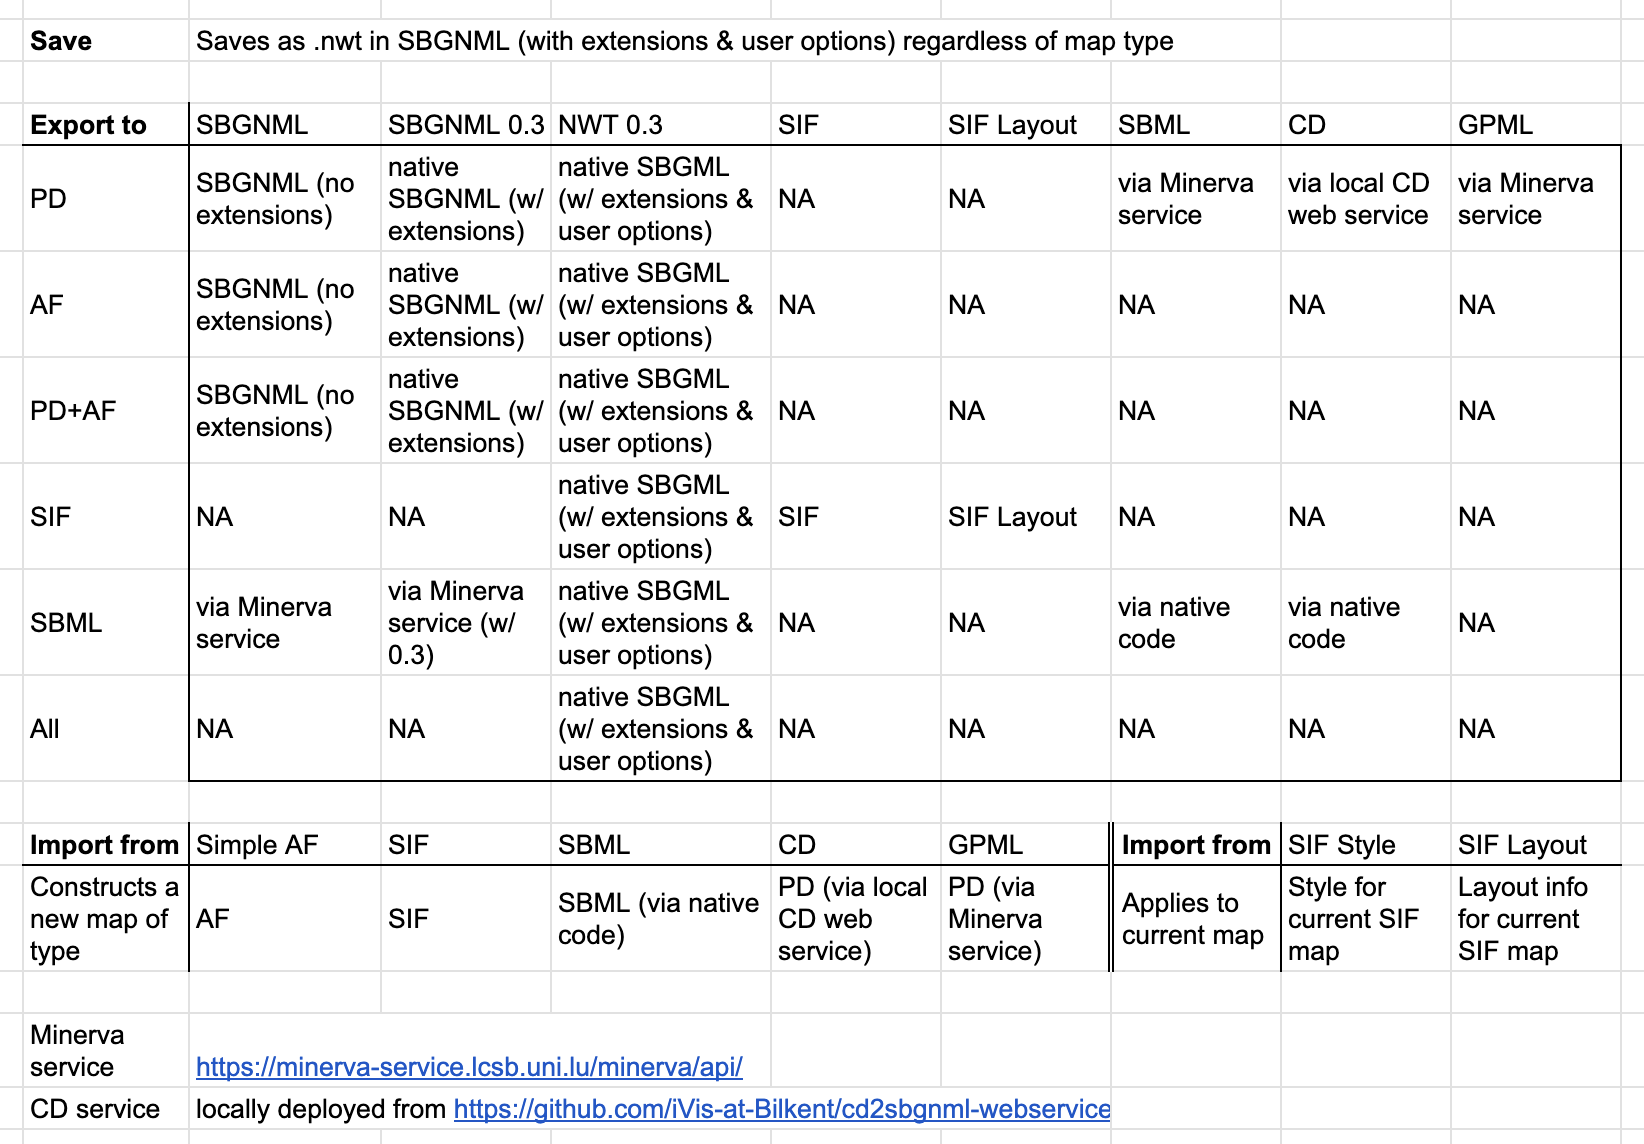 Save Saves as .nwt in SBGNML (with extensions & user options) regardless of map type
Export to SBGNML SBGNML 0.3 NWT 0.3 SIF SIF Layout SBML CD GPML
PD
SBGNML (no
extensions)
native
SBGNML (w/
extensions)
native SBGML
(w/ extensions &
user options)
NA
NA
via Minerva
service
via local CD
web service
via Minerva
service
AF
SBGNML (no
extensions)
native
SBGNML (w/
extensions)
native SBGML
(w/ extensions &
user options)
NA
NA
NA
NA
NA
PD+AF
SBGNML (no
extensions)
native
SBGNML (w/
extensions)
native SBGML
(w/ extensions &
user options)
NA
NA
NA
NA
NA
SIF
NA
NA
native SBGML
(w/ extensions &
user options)
SIF
SIF Layout
NA
NA
NA
SBML
via Minerva
service
via Minerva
service (w/
0.3)
native SBGML
(w/ extensions &
user options)
NA
NA
via native
code
via native
code
NA
All
NA
NA
native SBGML
(w/ extensions &
user options)
NA
NA
NA
NA
NA
Import from Simple AF SIF SBML CD GPML Import from SIF Style SIF Layout
Constructs a
new map of
type
AF
SIF
SBML (via native
code)
PD (via local
CD web
service)
PD (via
Minerva
service)
Applies to
current map
Style for
current SIF
map
Layout info
for current
SIF map
Minerva
service
https://minerva-service.lcsb.uni.lu/minerva/api/
CD service locally deployed from https://github.com/iVis-at-Bilkent/cd2sbgnml-webservice